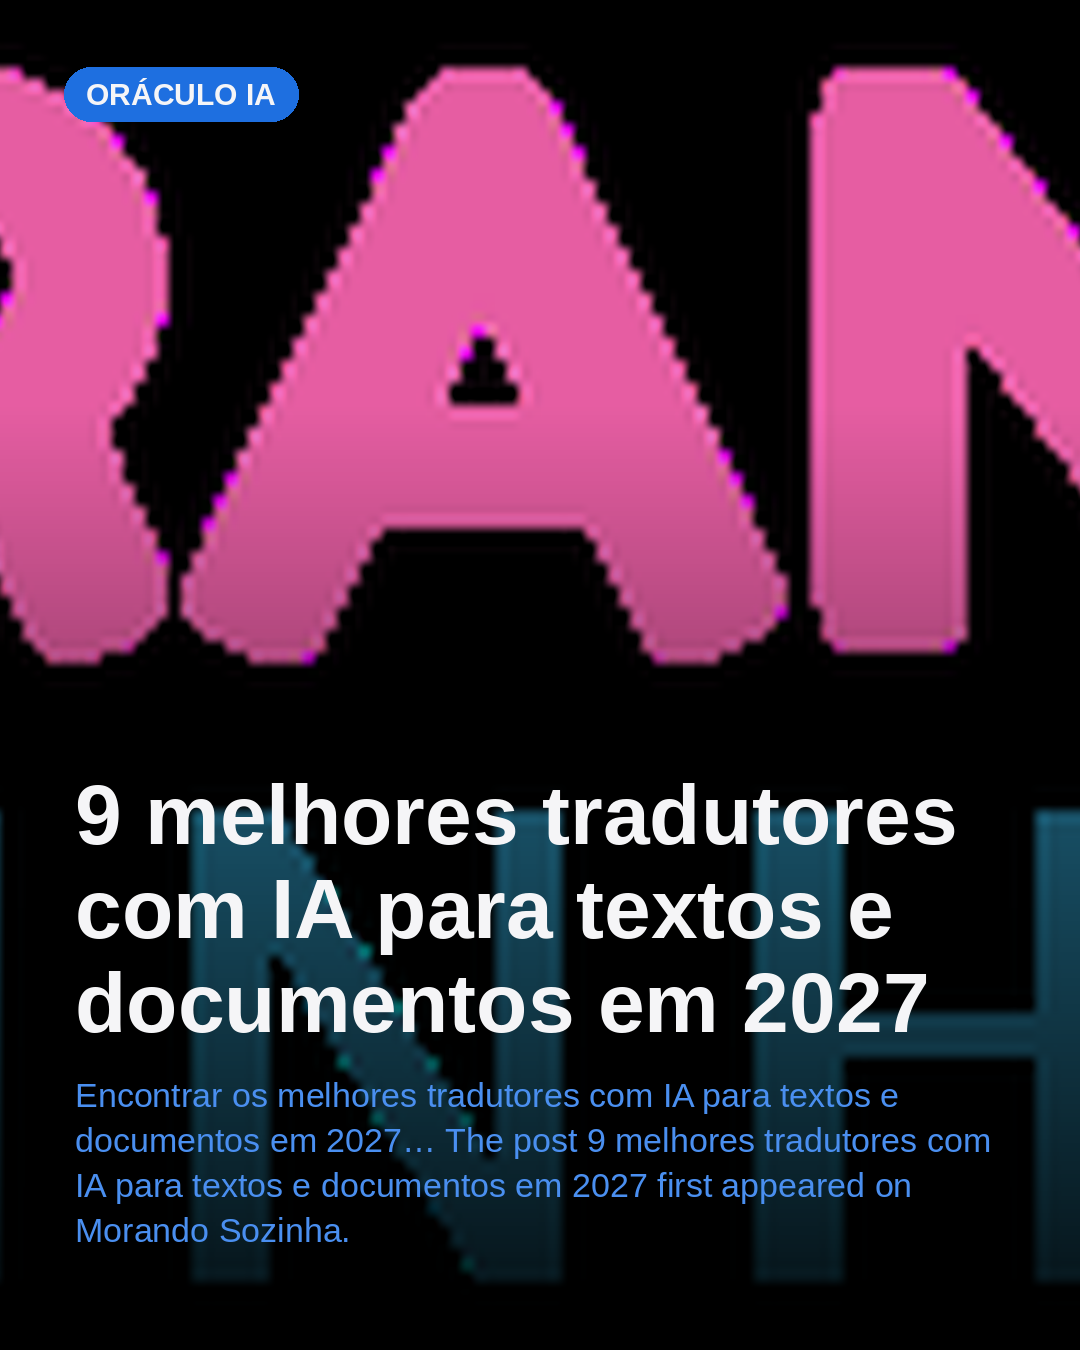 ORÁCULO IA
RAN
NH
9 melhores tradutores
com IA para textos e
documentos em 2027
Encontrar os melhores tradutores com IA para textos e
documentos em 2027… The post 9 melhores tradutores com
IA para textos e documentos em 2027 first appeared on
Morando Sozinha.